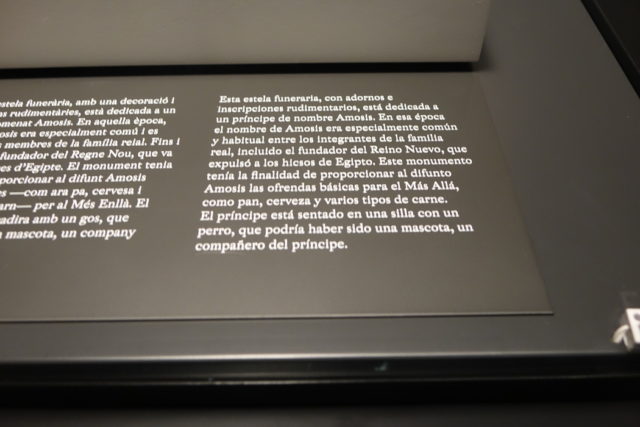 estela funerària, amb una decoració i
rudimentàries, està dedicada a un
Amosis. En aquella època,
era especialment comú i es
membres de la família reial. Fins i
fundador del Regne Nou, que va
d'Egipte. El monument tenia
al difunt Amosis
—com ara pa, cervesa i
— per al Més Enllà. El
amb un gos, que
mascota, un company
Esta estela funeraria, con adornos e
inscripciones rudimentarios, está dedicada a
un príncipe de nombre Amosis. En esa época
el nombre de Amosis era especialmente común
y habitual entre los integrantes de la familia
real, incluido el fundador del Reino Nuevo, que
expulsó a los hicsos de Egipto. Este monumento
tenía la finalidad de proporcionar al difunto
Amosis las ofrendas básicas para el Más Allá,
como pan, cerveza y varios tipos de carne.
El príncipe está sentado en una silla con un
perro, que podría haber sido una mascota, un
compañero del príncipe.